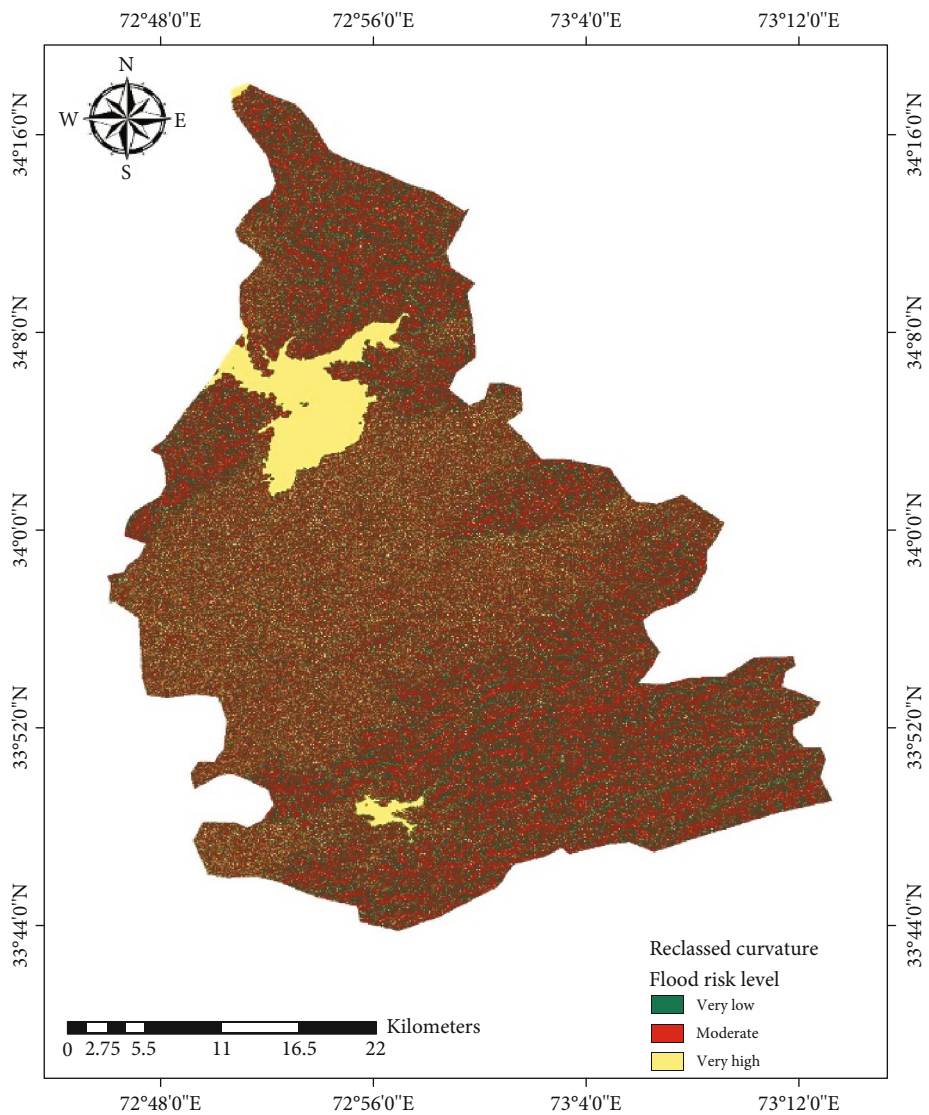 72°48'0"E 72°56'0"E 73°4'0"E 73°12'0"E
N
W E
S
34°16'0"N 34°16'0"N
34°8'0"N 34°8'0"N
34°0'0"N 34°0'0"N
33°52'0"N 33°52'0"N
33°44'0"N 33°44'0"N
Reclassed curvature
Flood risk level
Very low
Moderate
Very high
Kilometers
0 2.75 5.5 11 16.5 22
72°48'0"E 72°56'0"E 73°4'0"E 73°12'0"E